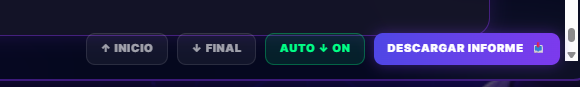 ↑ INICIO
↓ FINAL
AUTO ↓ ON
DESCARGAR INFORME